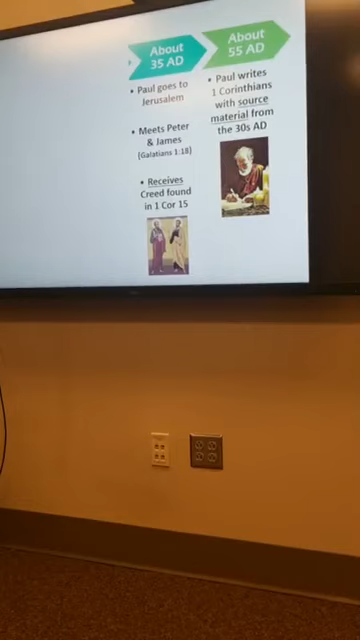 About
35 AD
• Paul goes to
Jerusalem
• Meets Peter
& James
(Galatians 1:18)
• Receives
Creed found
in 1 Cor 15
About
55 AD
• Paul writes
1 Corinthians
with source
material from
the 30s AD